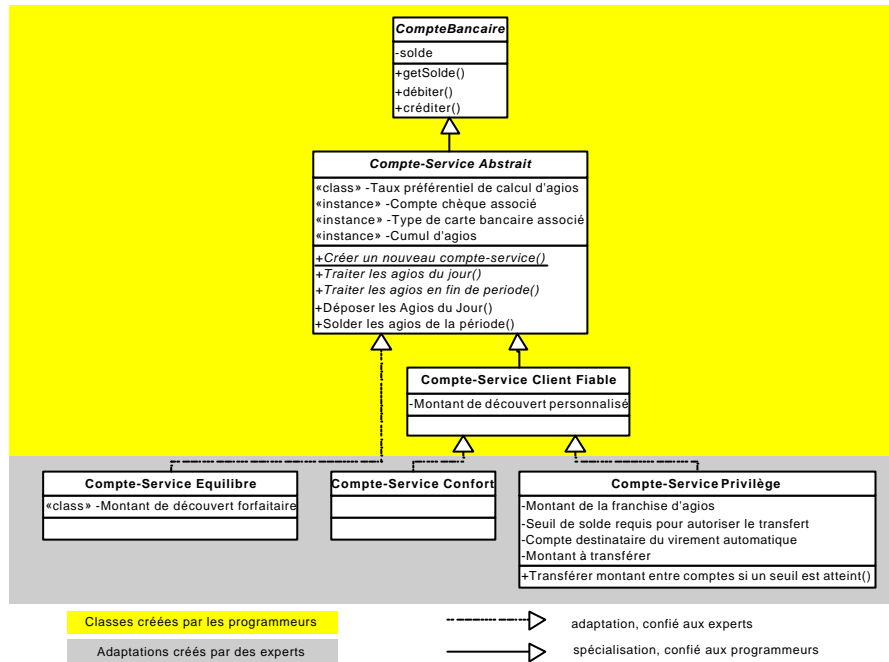 CompteBancaire
-solde
+getSolde()
+débiter()
+créditer()
Compte-Service Abstrait
«class» -Taux préférentiel de calcul d'agios
«instance» -Compte chèque associé
«instance» -Type de carte bancaire associé
«instance» -Cumul d'agios
+Créer un nouveau compte-service()
+Traiter les agios du jour()
+Traiter les agios en fin de periode()
+Déposer les Agios du Jour()
+Solder les agios de la période()
Compte-Service Client Fiable
-Montant de découvert personnalisé
Compte-Service Equilibre
«class» -Montant de découvert forfaitaire
Compte-Service Confort
Compte-Service Privilège
-Montant de la franchise d'agios
-Seuil de solde requis pour autoriser le transfert
-Compte destinataire du virement automatique
-Montant à transférer
+Transférer montant entre comptes si un seuil est atteint()
Classes créées par les programmeurs
adaptation, confié aux experts
Adaptations créés par des experts
spécialisation, confié aux programmeurs